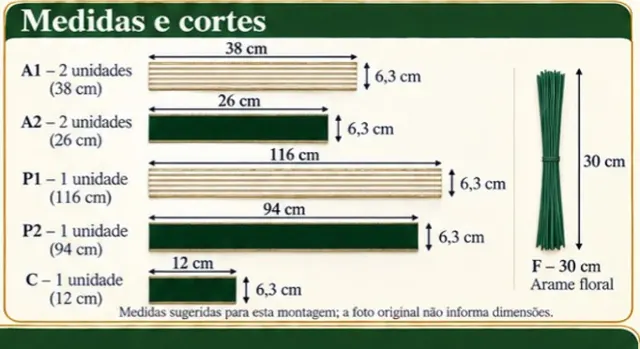 Medidas e cortes
A1 – 2 unidades
(38 cm)
38 cm
6,3 cm
A2 – 2 unidades
(26 cm)
26 cm
6,3 cm
P1 – 1 unidade
(116 cm)
116 cm
6,3 cm
P2 – 1 unidade
(94 cm)
94 cm
6,3 cm
C – 1 unidade
(12 cm)
12 cm
6,3 cm
30 cm
F – 30 cm
Arame floral
Medidas sugeridas para esta montagem; a foto original não informa dimensões.